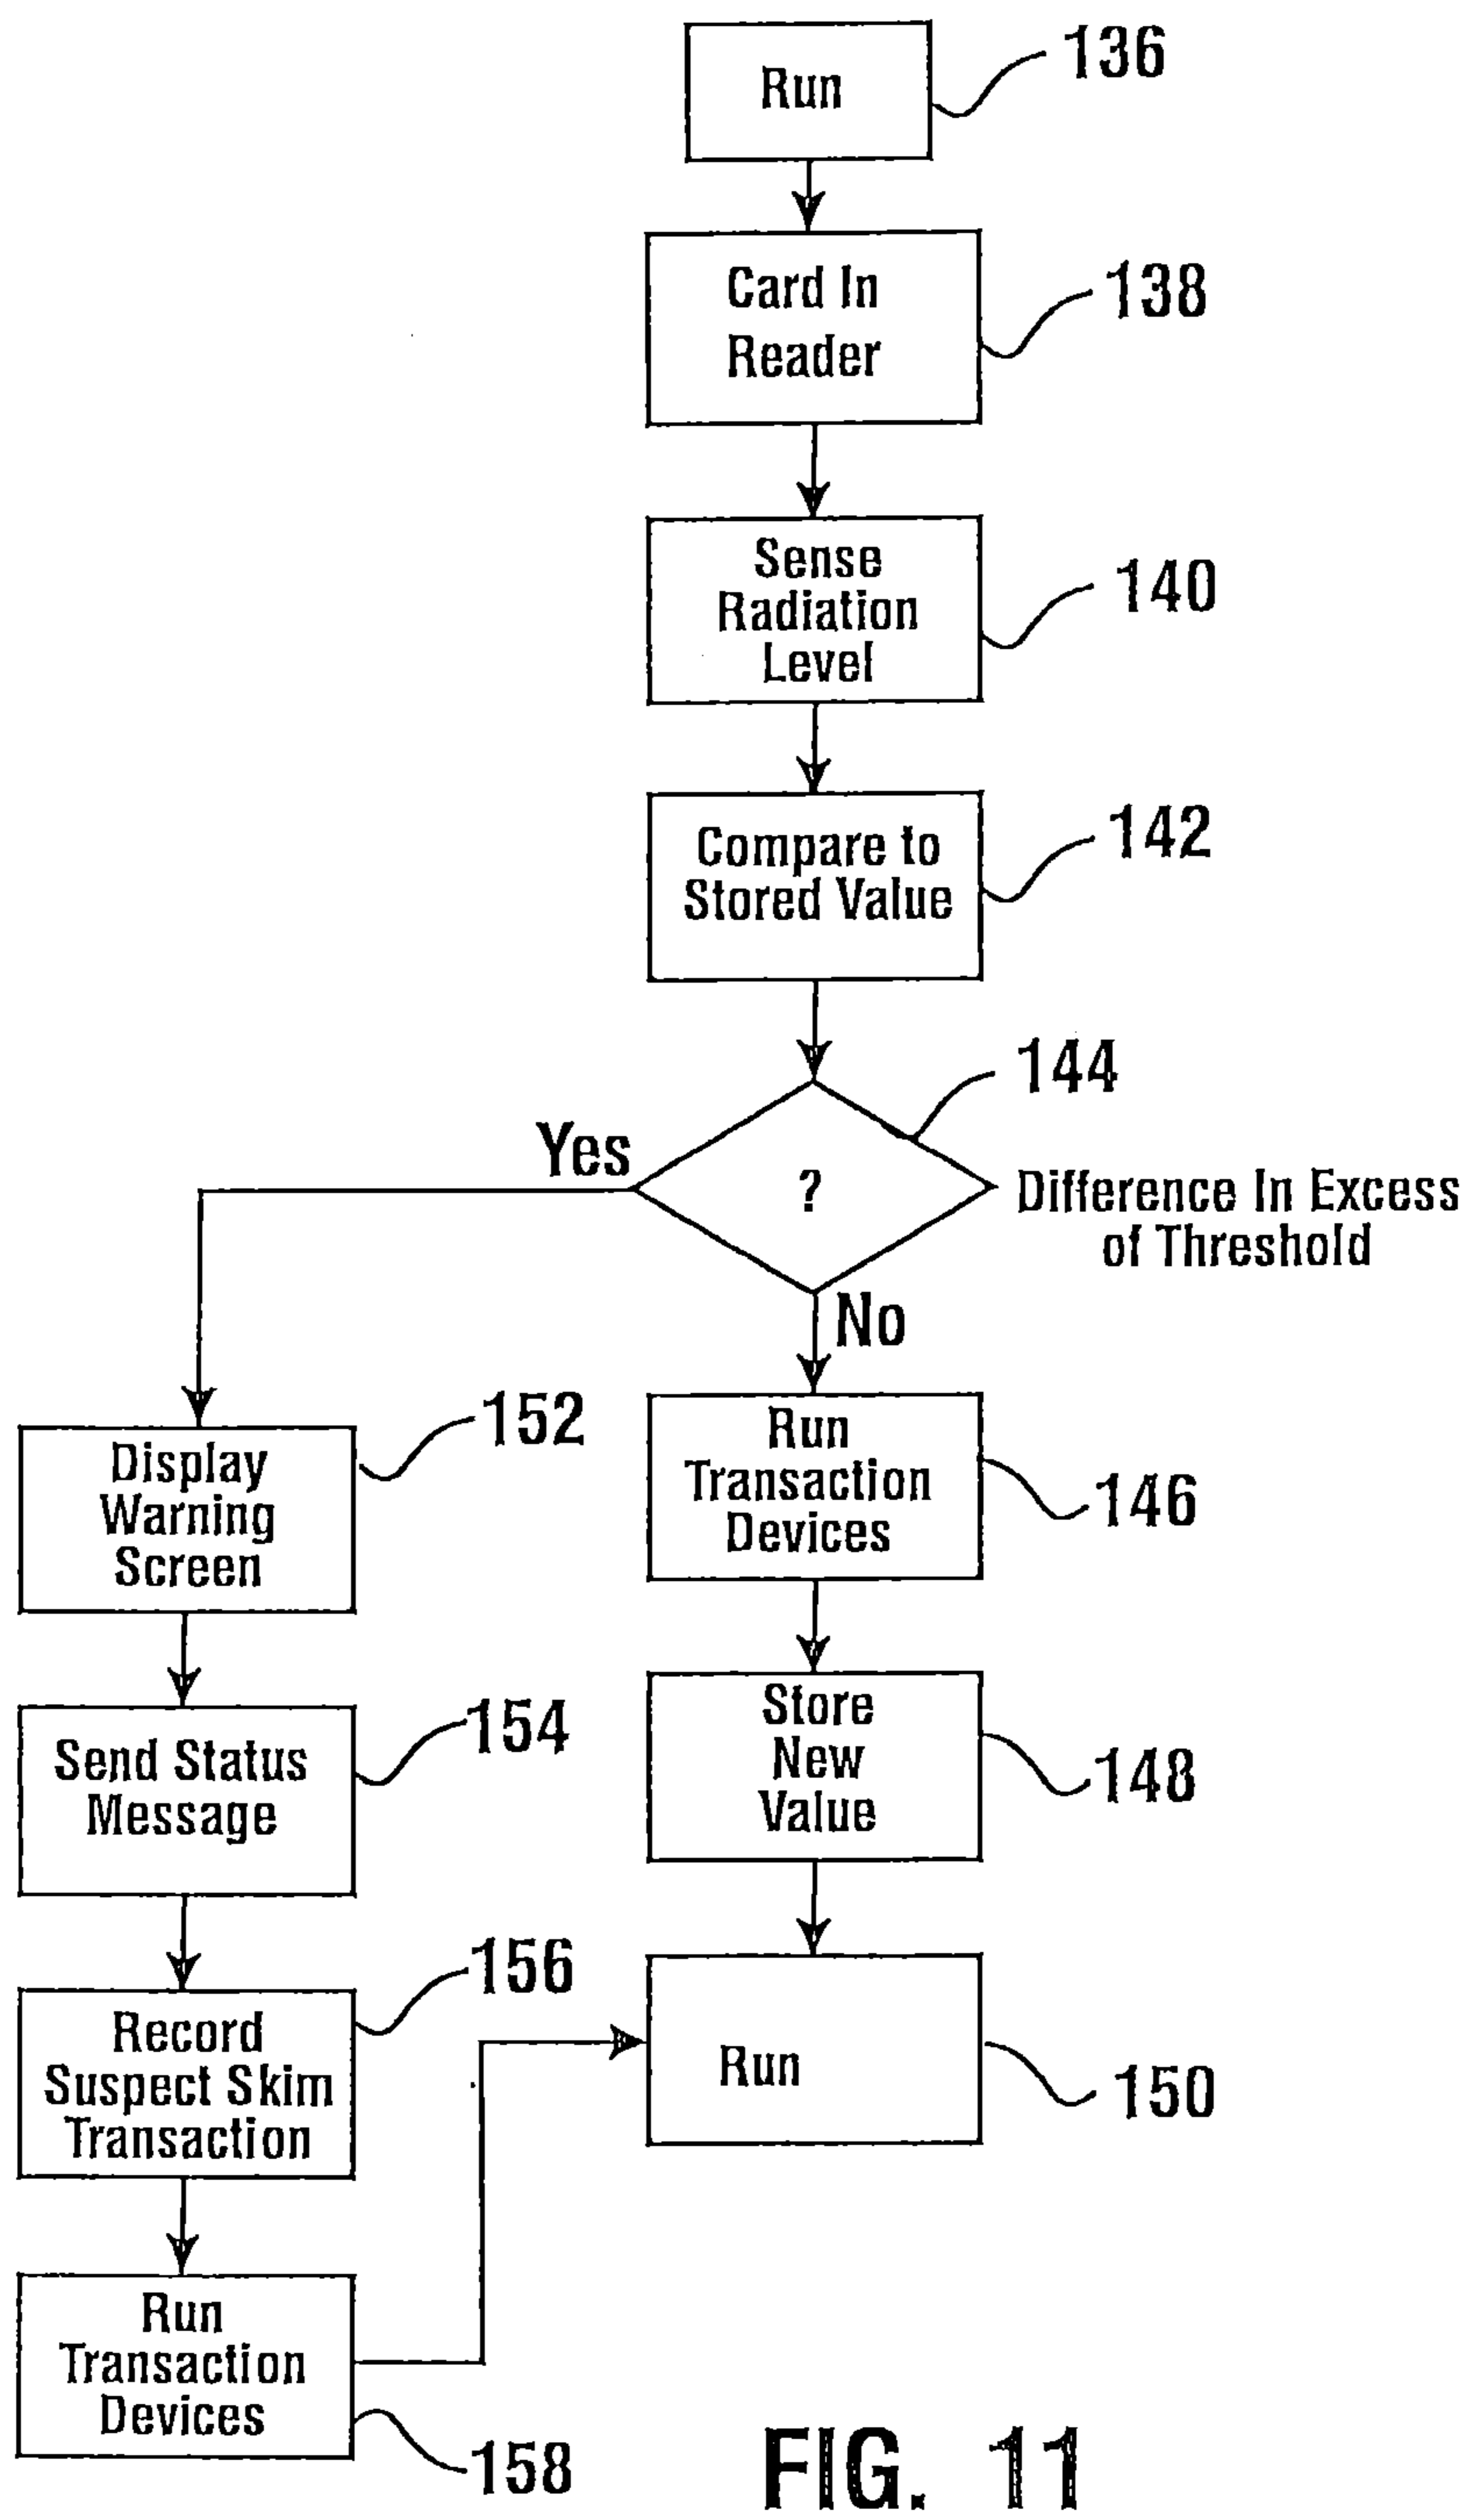 Run
136
Card In
Reader
138
Sense
Radiation
Level
140
Compare to
Stored Value
142
144
Yes
?
Difference In Excess
of Threshold
No
Display
Warning
Screen
152
Run
Transaction
Devices
146
Send Status
Message
154
Store
New
Value
148
Record
Suspect Skim
Transaction
156
Run
150
Run
Transaction
Devices
158
FIG. 11